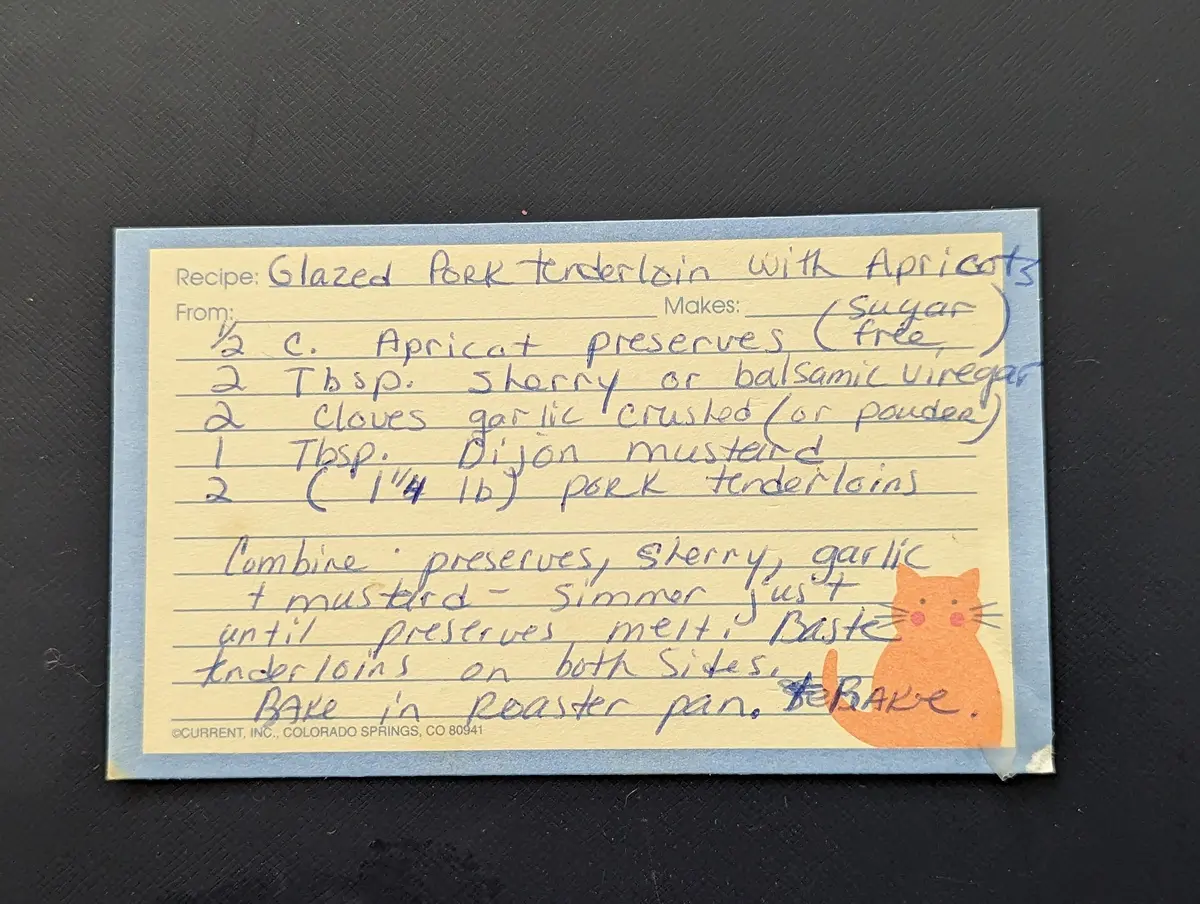 Recipe: Glazed Pork tenderloin with Apricots
From: Makes: (sugar
½ c. Apricot preserves free)
2 Tbsp. sherry or balsamic vinegar
2 Cloves garlic crushed (or powder)
1 Tbsp. Dijon mustard
2 (1 1/4 lb) pork tenderloins
Combine preserves, sherry, garlic
+ mustard - simmer just
until preserves melt. Baste
tenderloins on both sides.
BAKE in Roaster pan. BAKE.
©CURRENT, INC., COLORADO SPRINGS, CO 80941